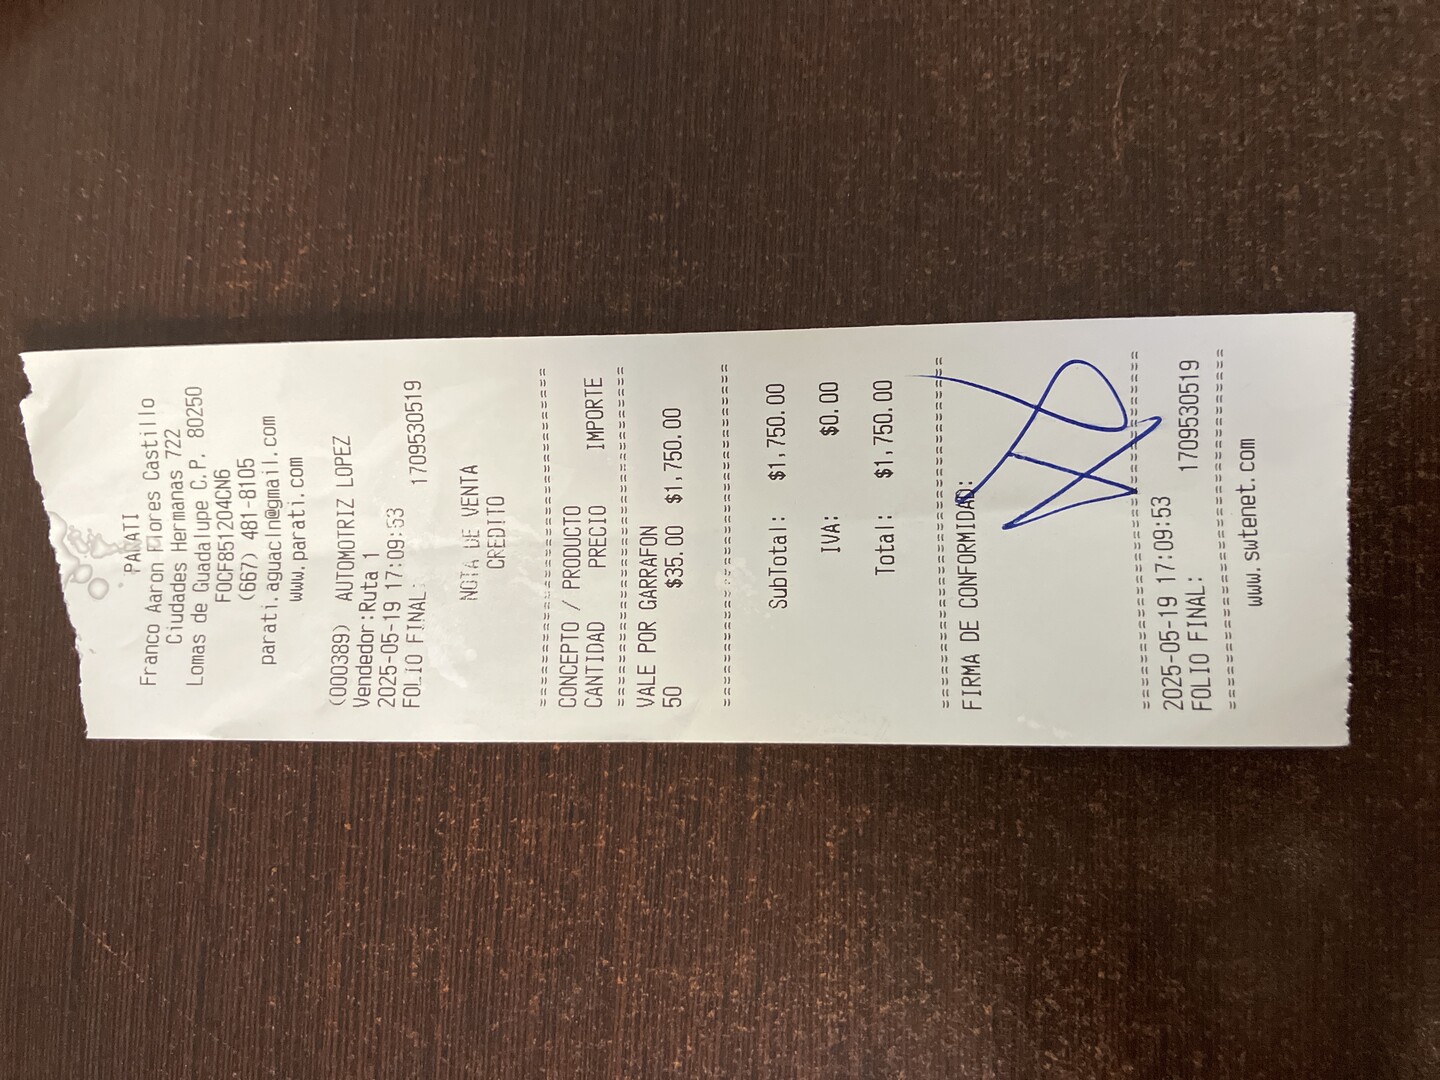 PARATI
Franco Aaron Flores Castillo
Ciudades Hermanas 722
Lomas de Guadalupe C.P. 80250
FOCF851204CN6
(667) 481-8105
parati.aguacln@gmail.com
www.parati.com
(000389) AUTOMOTRIZ LOPEZ
Vendedor:Ruta 1
2025-05-19 17:09:53
FOLIO FINAL: 1709530519
NOTA DE VENTA
CREDITO
================================
CONCEPTO / PRODUCTO
CANTIDAD PRECIO IMPORTE
================================
VALE POR GARRAFON
50 $35.00 $1,750.00
================================
SubTotal: $1,750.00
IVA: $0.00
Total: $1,750.00
================================
FIRMA DE CONFORMIDAD:
================================
2025-05-19 17:09:53
FOLIO FINAL: 1709530519
================================
www.swtenet.com